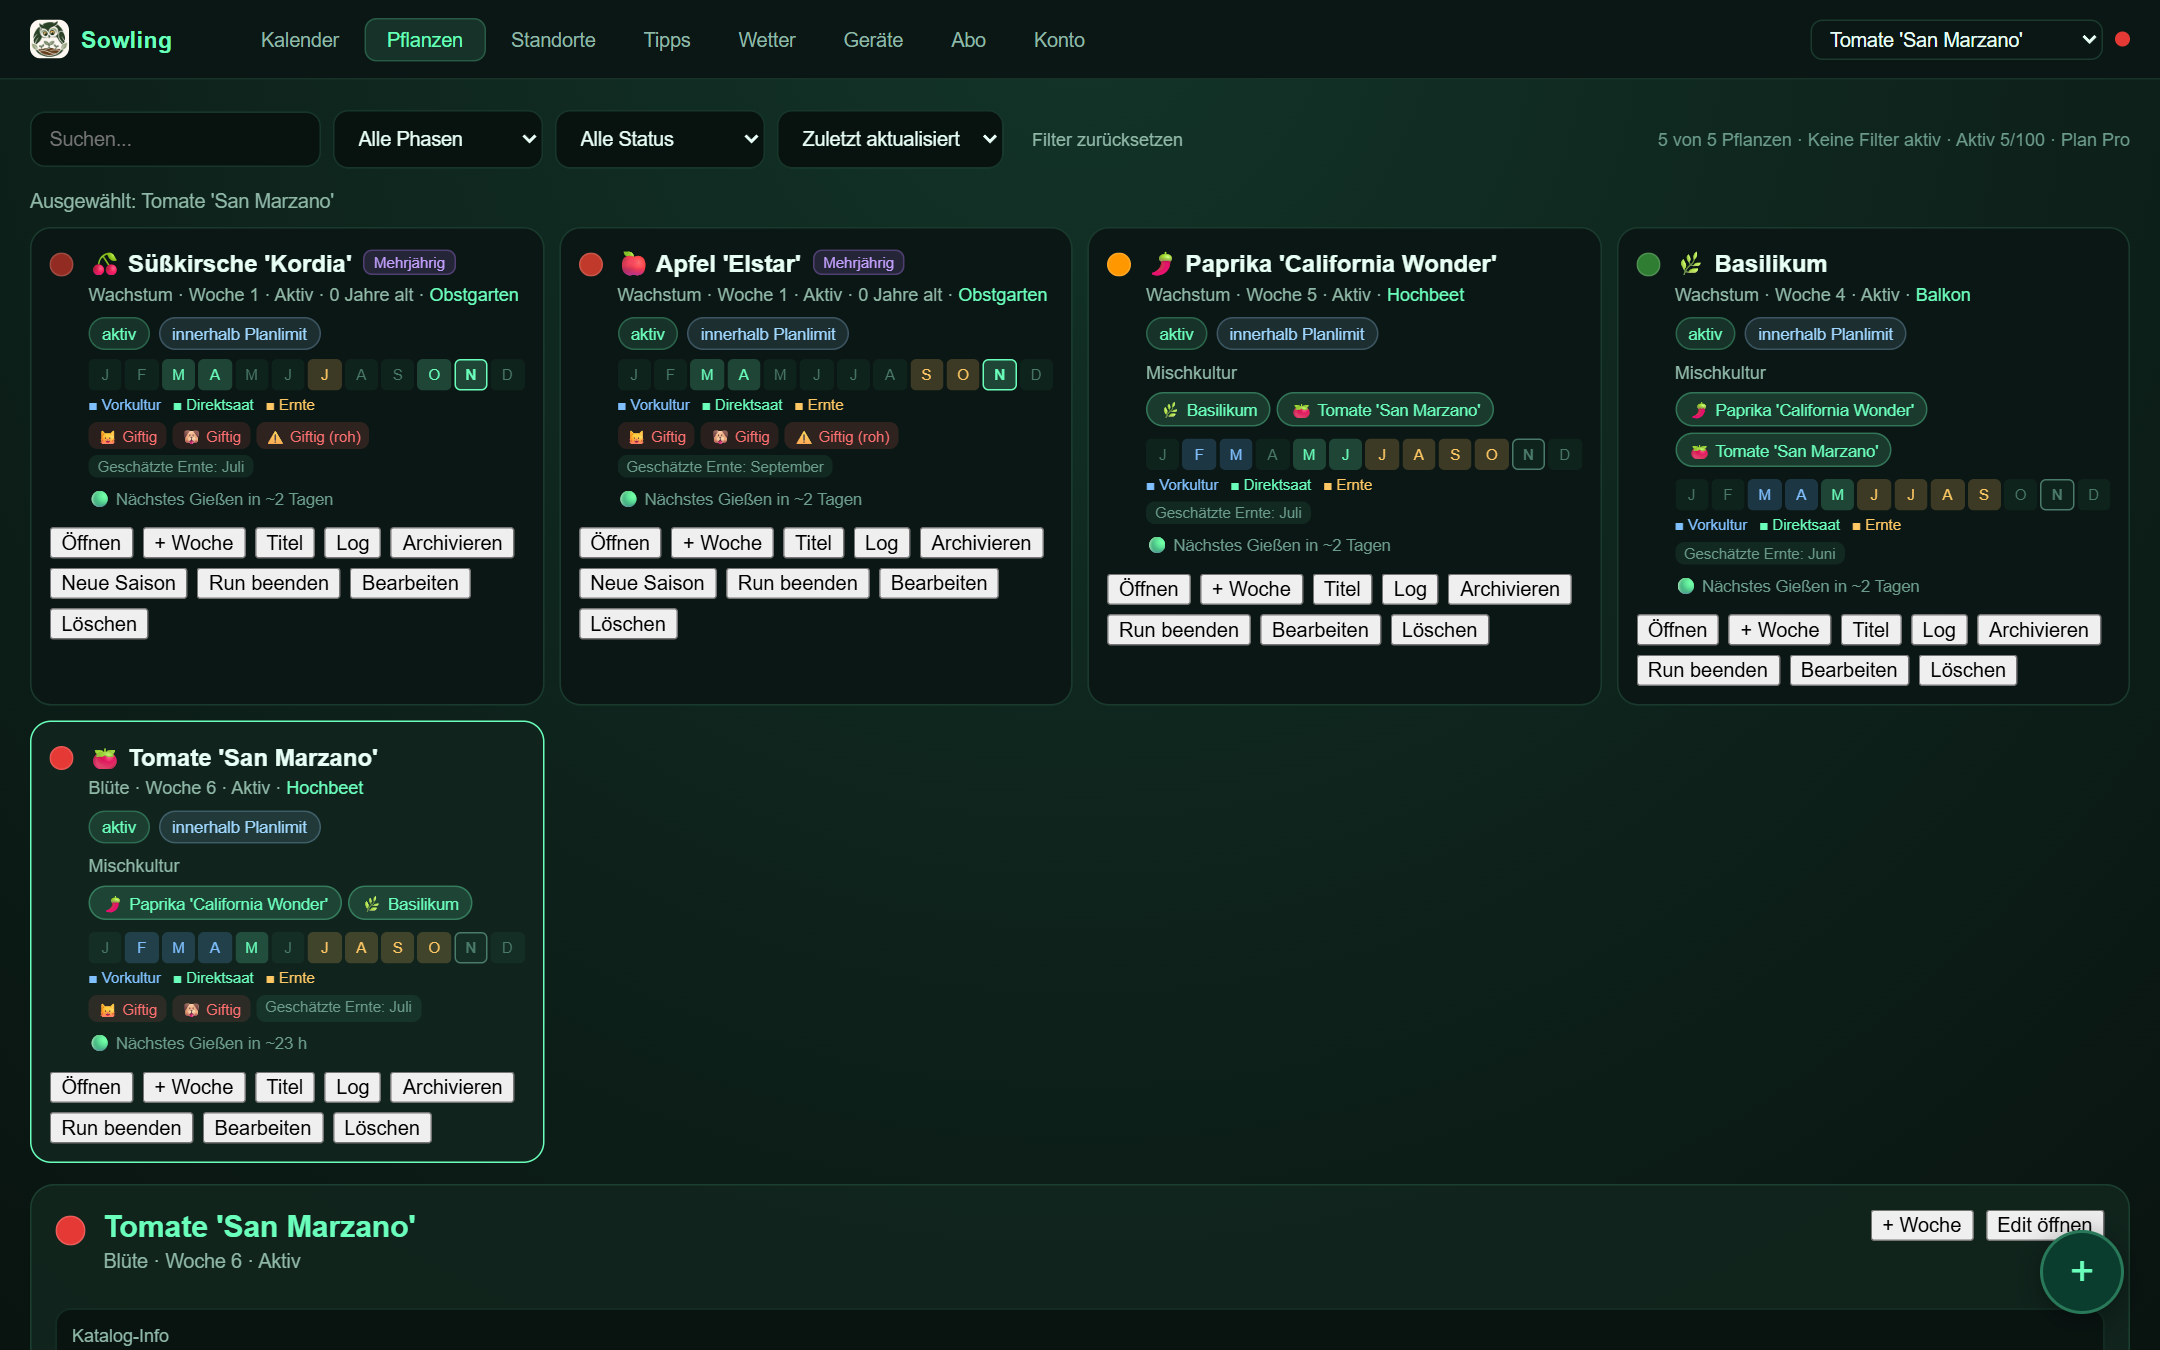 Sowling
Kalender
Pflanzen
Standorte
Tipps
Wetter
Geräte
Abo
Konto
Tomate 'San Marzano'
Suchen...
Alle Phasen
Alle Status
Zuletzt aktualisiert
Filter zurücksetzen
5 von 5 Pflanzen · Keine Filter aktiv · Aktiv 5/100 · Plan Pro
Ausgewählt: Tomate 'San Marzano'
Süßkirsche 'Kordia' Mehrjährig
Wachstum · Woche 1 · Aktiv · 0 Jahre alt · Obstgarten
aktiv innerhalb Planlimit
J F M A M J J A S O N D
Vorkultur Direktsaat Ernte
Giftig Giftig Giftig (roh)
Geschätzte Ernte: Juli
Nächstes Gießen in ~2 Tagen
Öffnen + Woche Titel Log Archivieren
Neue Saison Run beenden Bearbeiten
Löschen
Apfel 'Elstar' Mehrjährig
Wachstum · Woche 1 · Aktiv · 0 Jahre alt · Obstgarten
aktiv innerhalb Planlimit
J F M A M J J A S O N D
Vorkultur Direktsaat Ernte
Giftig Giftig Giftig (roh)
Geschätzte Ernte: September
Nächstes Gießen in ~2 Tagen
Öffnen + Woche Titel Log Archivieren
Neue Saison Run beenden Bearbeiten
Löschen
Paprika 'California Wonder'
Wachstum · Woche 5 · Aktiv · Hochbeet
aktiv innerhalb Planlimit
Mischkultur
Basilikum Tomate 'San Marzano'
J F M A M J J A S O N D
Vorkultur Direktsaat Ernte
Geschätzte Ernte: Juli
Nächstes Gießen in ~2 Tagen
Öffnen + Woche Titel Log Archivieren
Run beenden Bearbeiten Löschen
Basilikum
Wachstum · Woche 4 · Aktiv · Balkon
aktiv innerhalb Planlimit
Mischkultur
Paprika 'California Wonder'
Tomate 'San Marzano'
J F M A M J J A S O N D
Vorkultur Direktsaat Ernte
Geschätzte Ernte: Juni
Nächstes Gießen in ~2 Tagen
Öffnen + Woche Titel Log Archivieren
Run beenden Bearbeiten Löschen
Tomate 'San Marzano'
Blüte · Woche 6 · Aktiv · Hochbeet
aktiv innerhalb Planlimit
Mischkultur
Paprika 'California Wonder' Basilikum
J F M A M J J A S O N D
Vorkultur Direktsaat Ernte
Giftig Giftig Geschätzte Ernte: Juli
Nächstes Gießen in ~23 h
Öffnen + Woche Titel Log Archivieren
Run beenden Bearbeiten Löschen
Tomate 'San Marzano'
Blüte · Woche 6 · Aktiv
+ Woche Edit öffnen
+
Katalog-Info